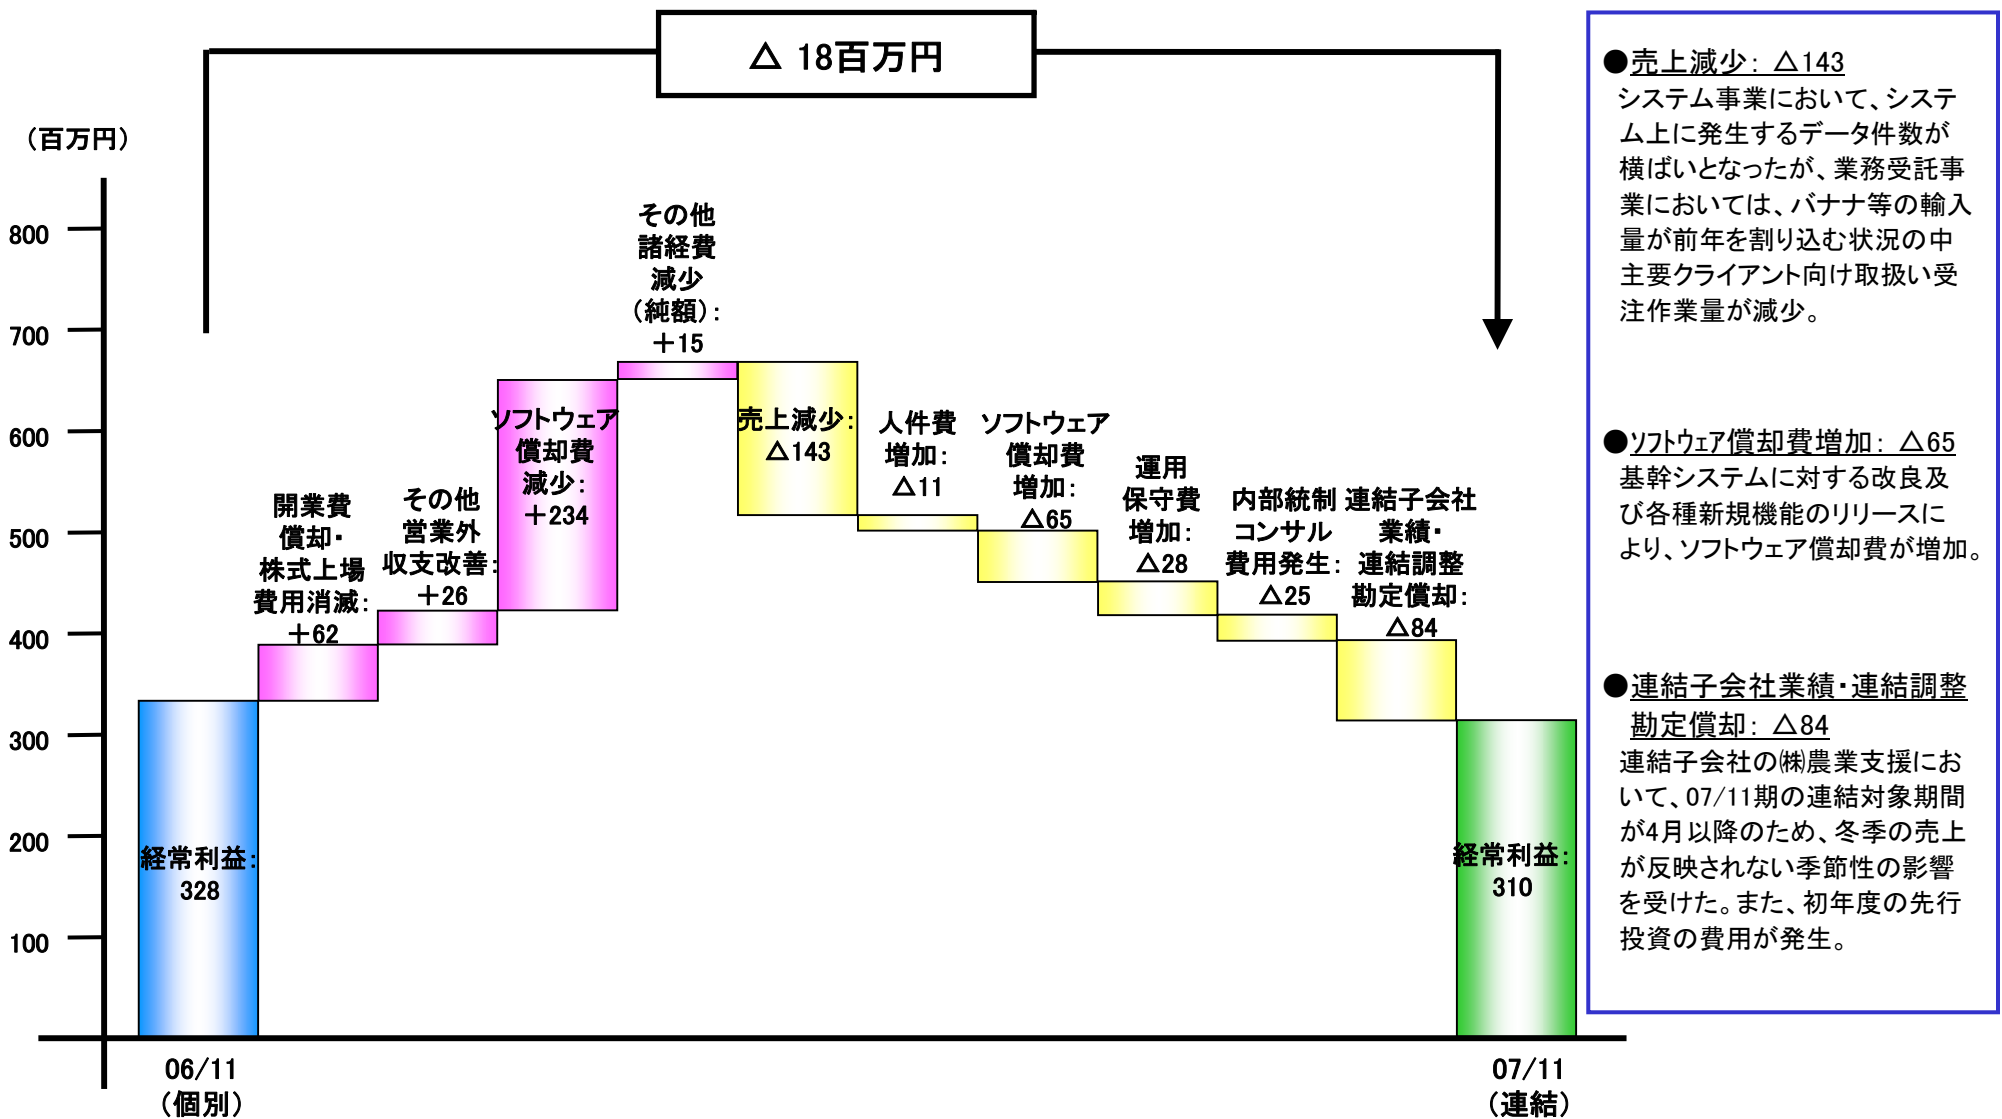 △ 18百万円
（百万円）
800
700
600
500
400
300
200
100
経常利益：
328
開業費
償却・
株式上場
費用消滅：
＋62
その他
営業外
収支改善：
＋26
ソフトウェア
償却費
減少：
＋234
その他
諸経費
減少
（純額）：
＋15
売上減少：
△143
人件費
増加：
△11
ソフトウェア
償却費
増加：
△65
運用
保守費
増加：
△28
内部統制
コンサル
費用発生：
△25
連結子会社
業績・
連結調整
勘定償却：
△84
経常利益：
310
06/11
（個別）
07/11
（連結）
●売上減少： △143
システム事業において、システ
ム上に発生するデータ件数が
横ばいとなったが、業務受託事
業においては、バナナ等の輸入
量が前年を割り込む状況の中
主要クライアント向け取扱い受
注作業量が減少。
●ソフトウェア償却費増加： △65
基幹システムに対する改良及
び各種新規機能のリリースに
より、ソフトウェア償却費が増加。
●連結子会社業績・連結調整
勘定償却： △84
連結子会社の㈱農業支援にお
いて、07/11期の連結対象期間
が4月以降のため、冬季の売上
が反映されない季節性の影響
を受けた。また、初年度の先行
投資の費用が発生。